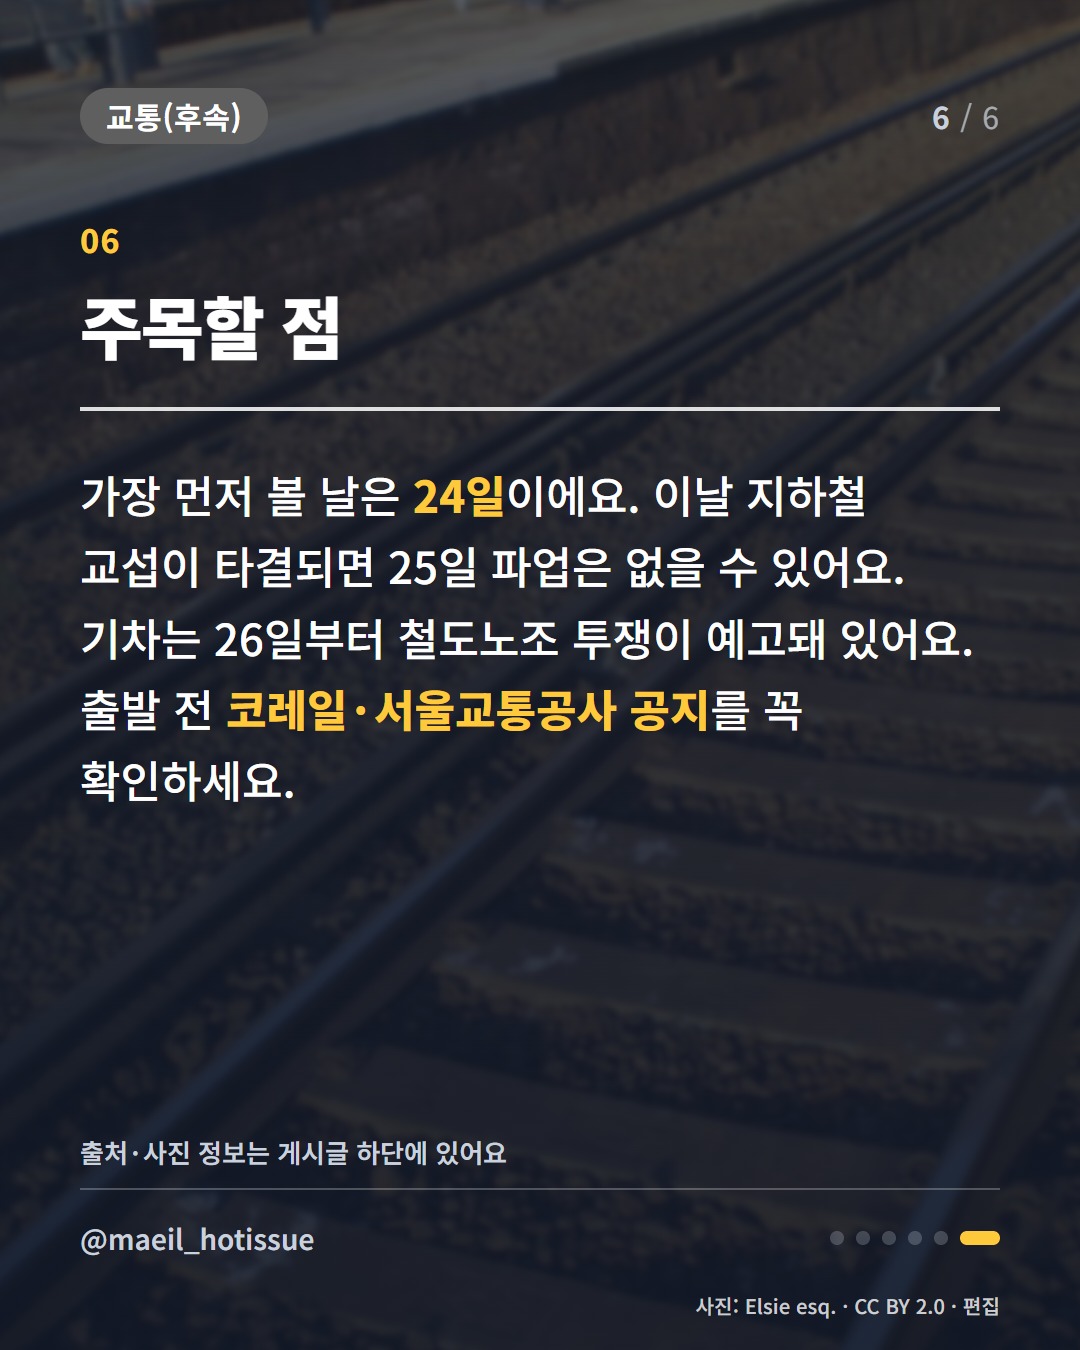 교통(후속)
6 / 6
06
주목할 점
가장 먼저 볼 날은 24일이에요. 이날 지하철
교섭이 타결되면 25일 파업은 없을 수 있어요.
기차는 26일부터 철도노조 투쟁이 예고돼 있어요.
출발 전 코레일·서울교통공사 공지를 꼭
확인하세요.
출처·사진 정보는 게시글 하단에 있어요
@maeil_hotissue
사진: Elsie esq. · CC BY 2.0 · 편집